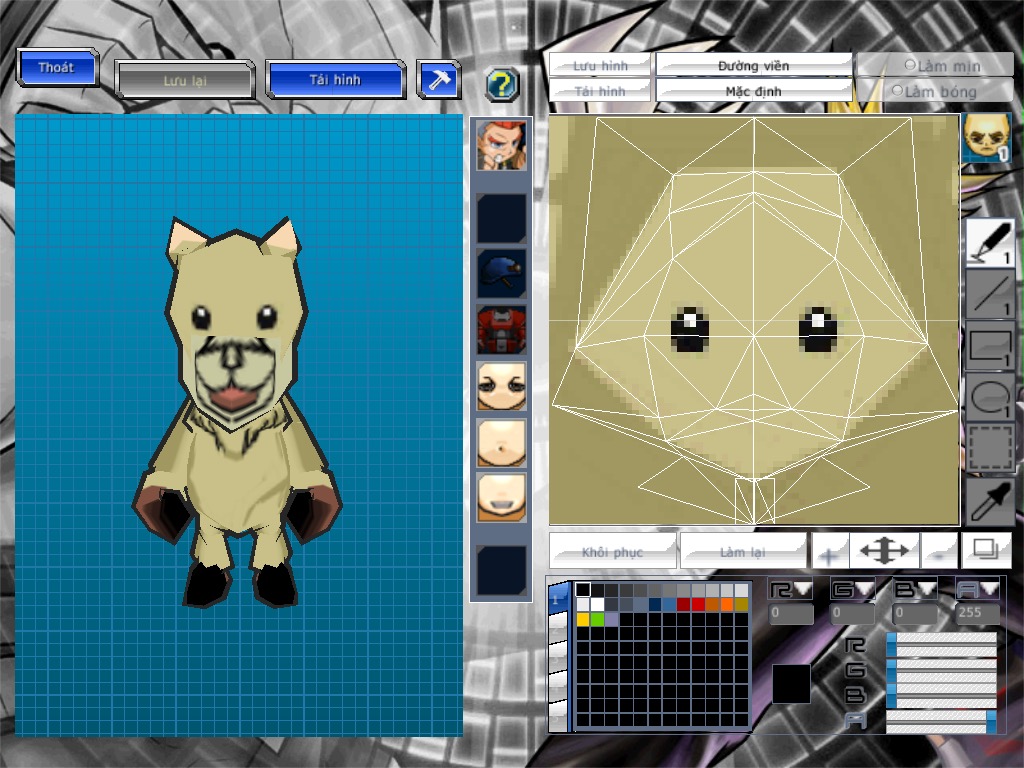 Thoát
Lưu lại
Tải hình
?
Lưu hình
Đường viền
Làm mịn
Tải hình
Mặc định
Làm bóng
1
1
1
1
Khôi phục
Làm lại
+
-
1
R
G
B
A
0
0
0
255
R
G
B
A